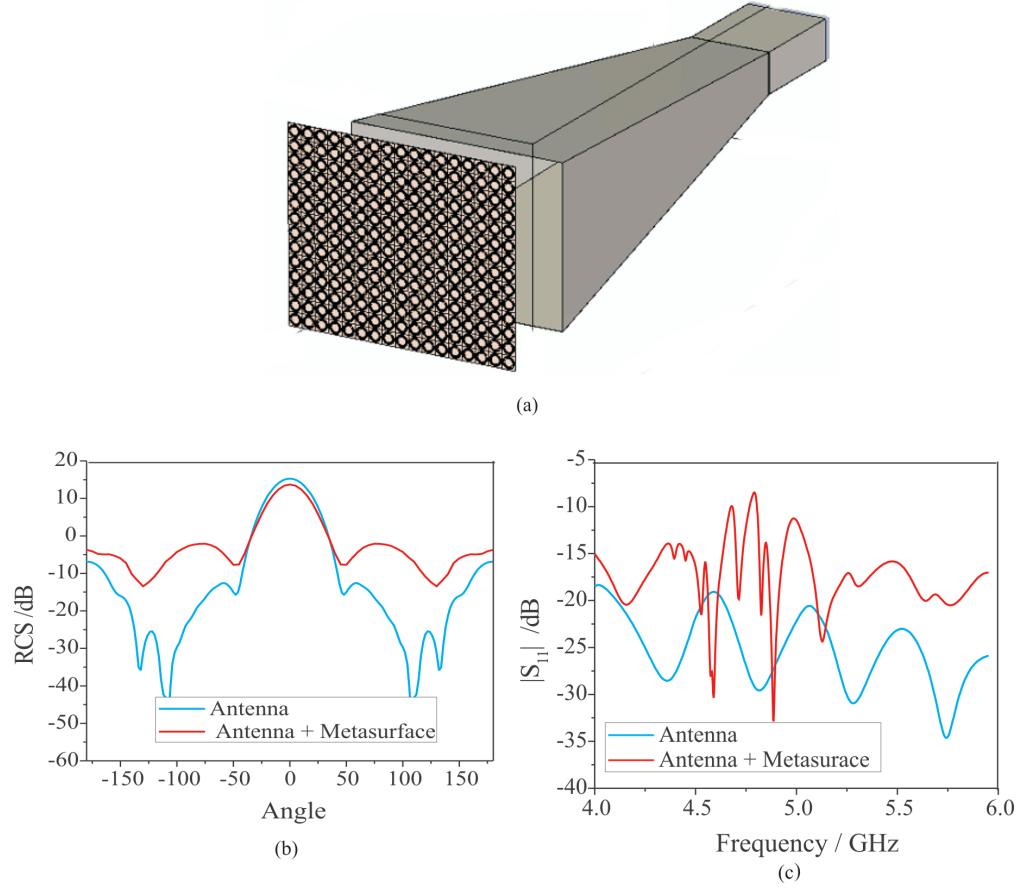 (a)
20
10
0
-10
-20
-30
-40
-50
-60
RCS /dB
Antenna
Antenna + Metasurface
-150 -100 -50 0 50 100 150
Angle
(b)
-5
-10
-15
-20
-25
-30
-35
-40
|S11| /dB
Antenna
Antenna + Metasurace
4.0 4.5 5.0 5.5 6.0
Frequency / GHz
(c)